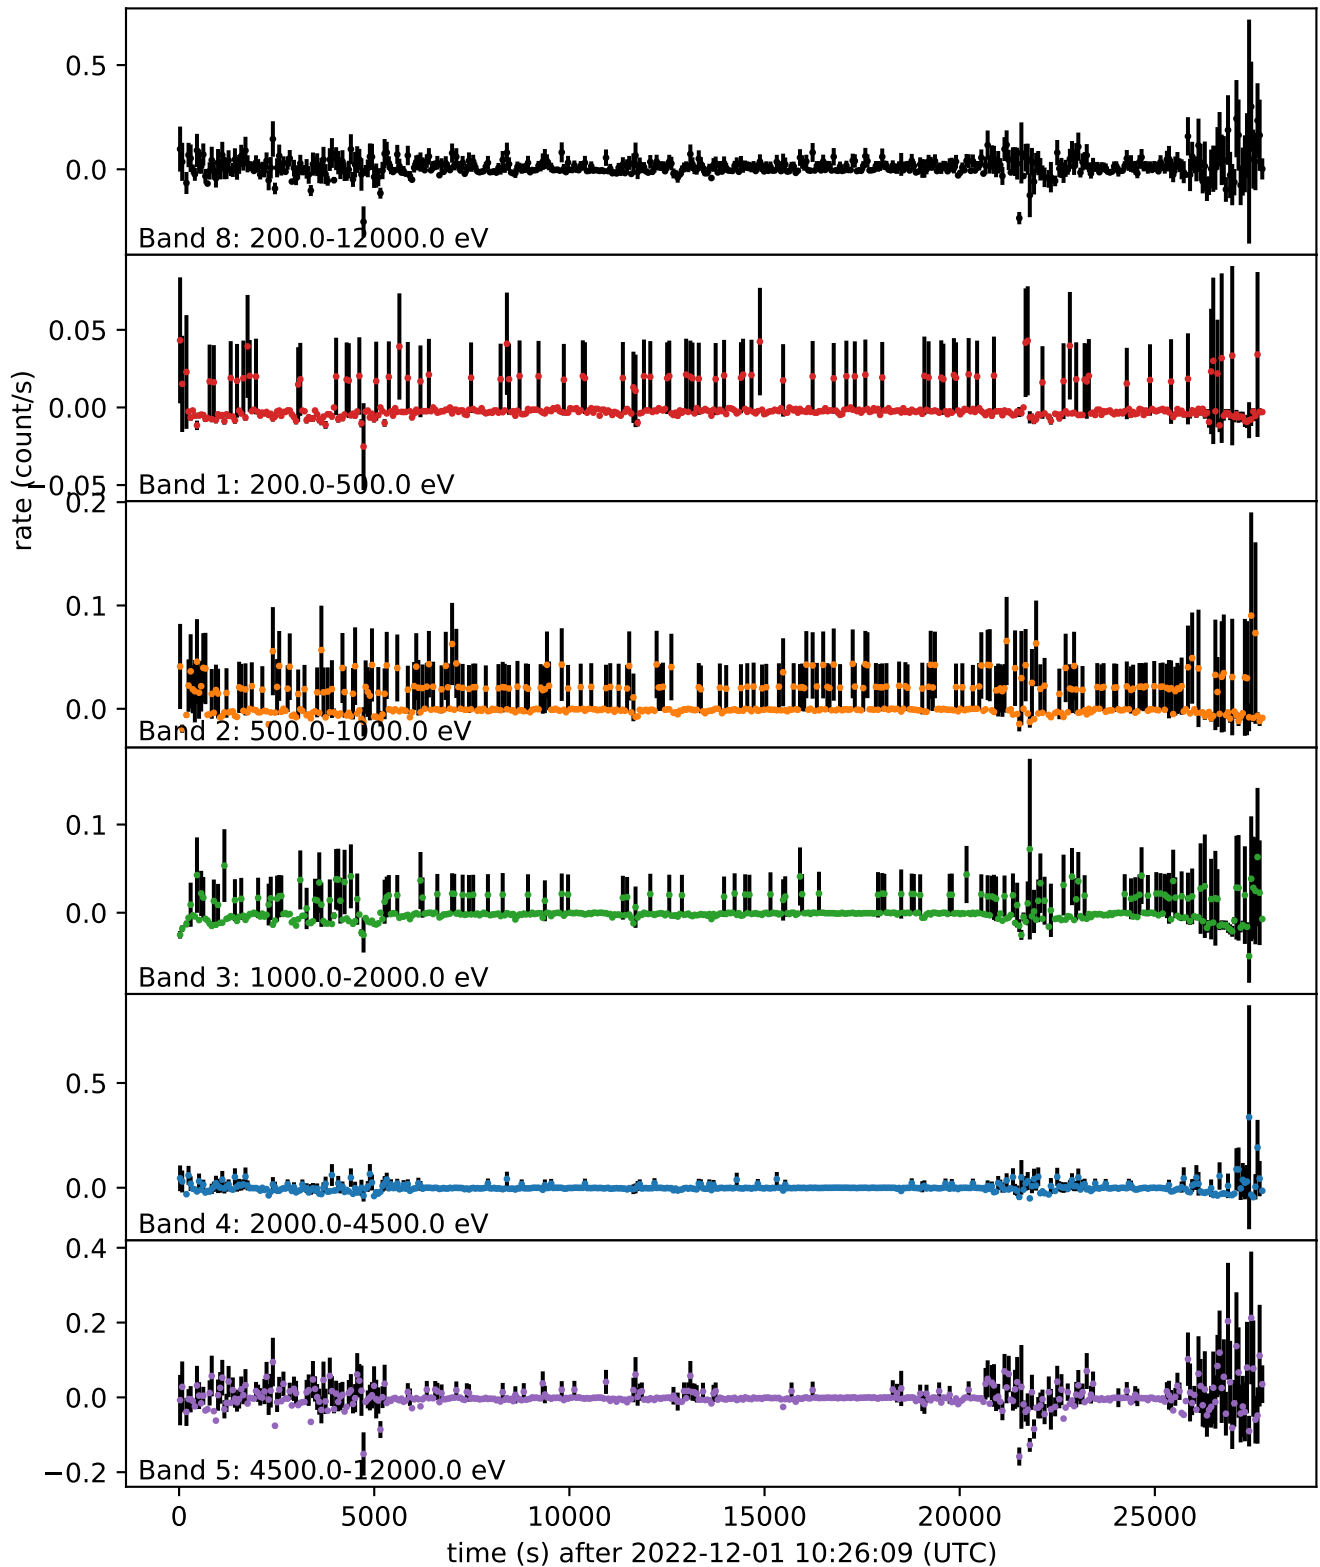 0.5
0.0
Band 8: 200.0-12000.0 eV
0.05
0.00
−0.05
Band 1: 200.0-500.0 eV
rate (count/s)
0.2
0.1
0.0
Band 2: 500.0-1000.0 eV
0.1
0.0
Band 3: 1000.0-2000.0 eV
0.5
0.0
Band 4: 2000.0-4500.0 eV
0.4
0.2
0.0
−0.2
Band 5: 4500.0-12000.0 eV
0 5000 10000 15000 20000 25000
time (s) after 2022-12-01 10:26:09 (UTC)